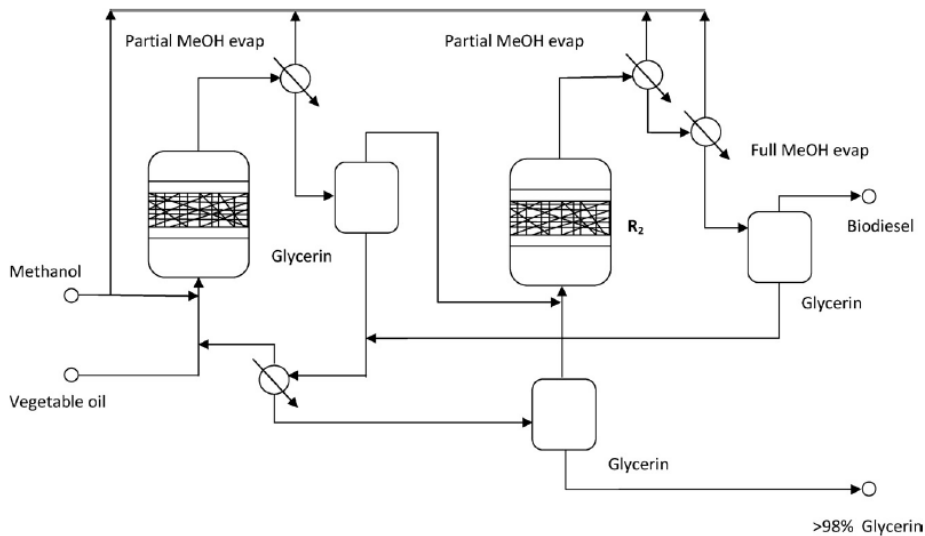 Partial MeOH evap
Partial MeOH evap
Full MeOH evap
R₂
Biodiesel
Glycerin
Methanol
Glycerin
Vegetable oil
Glycerin
>98% Glycerin